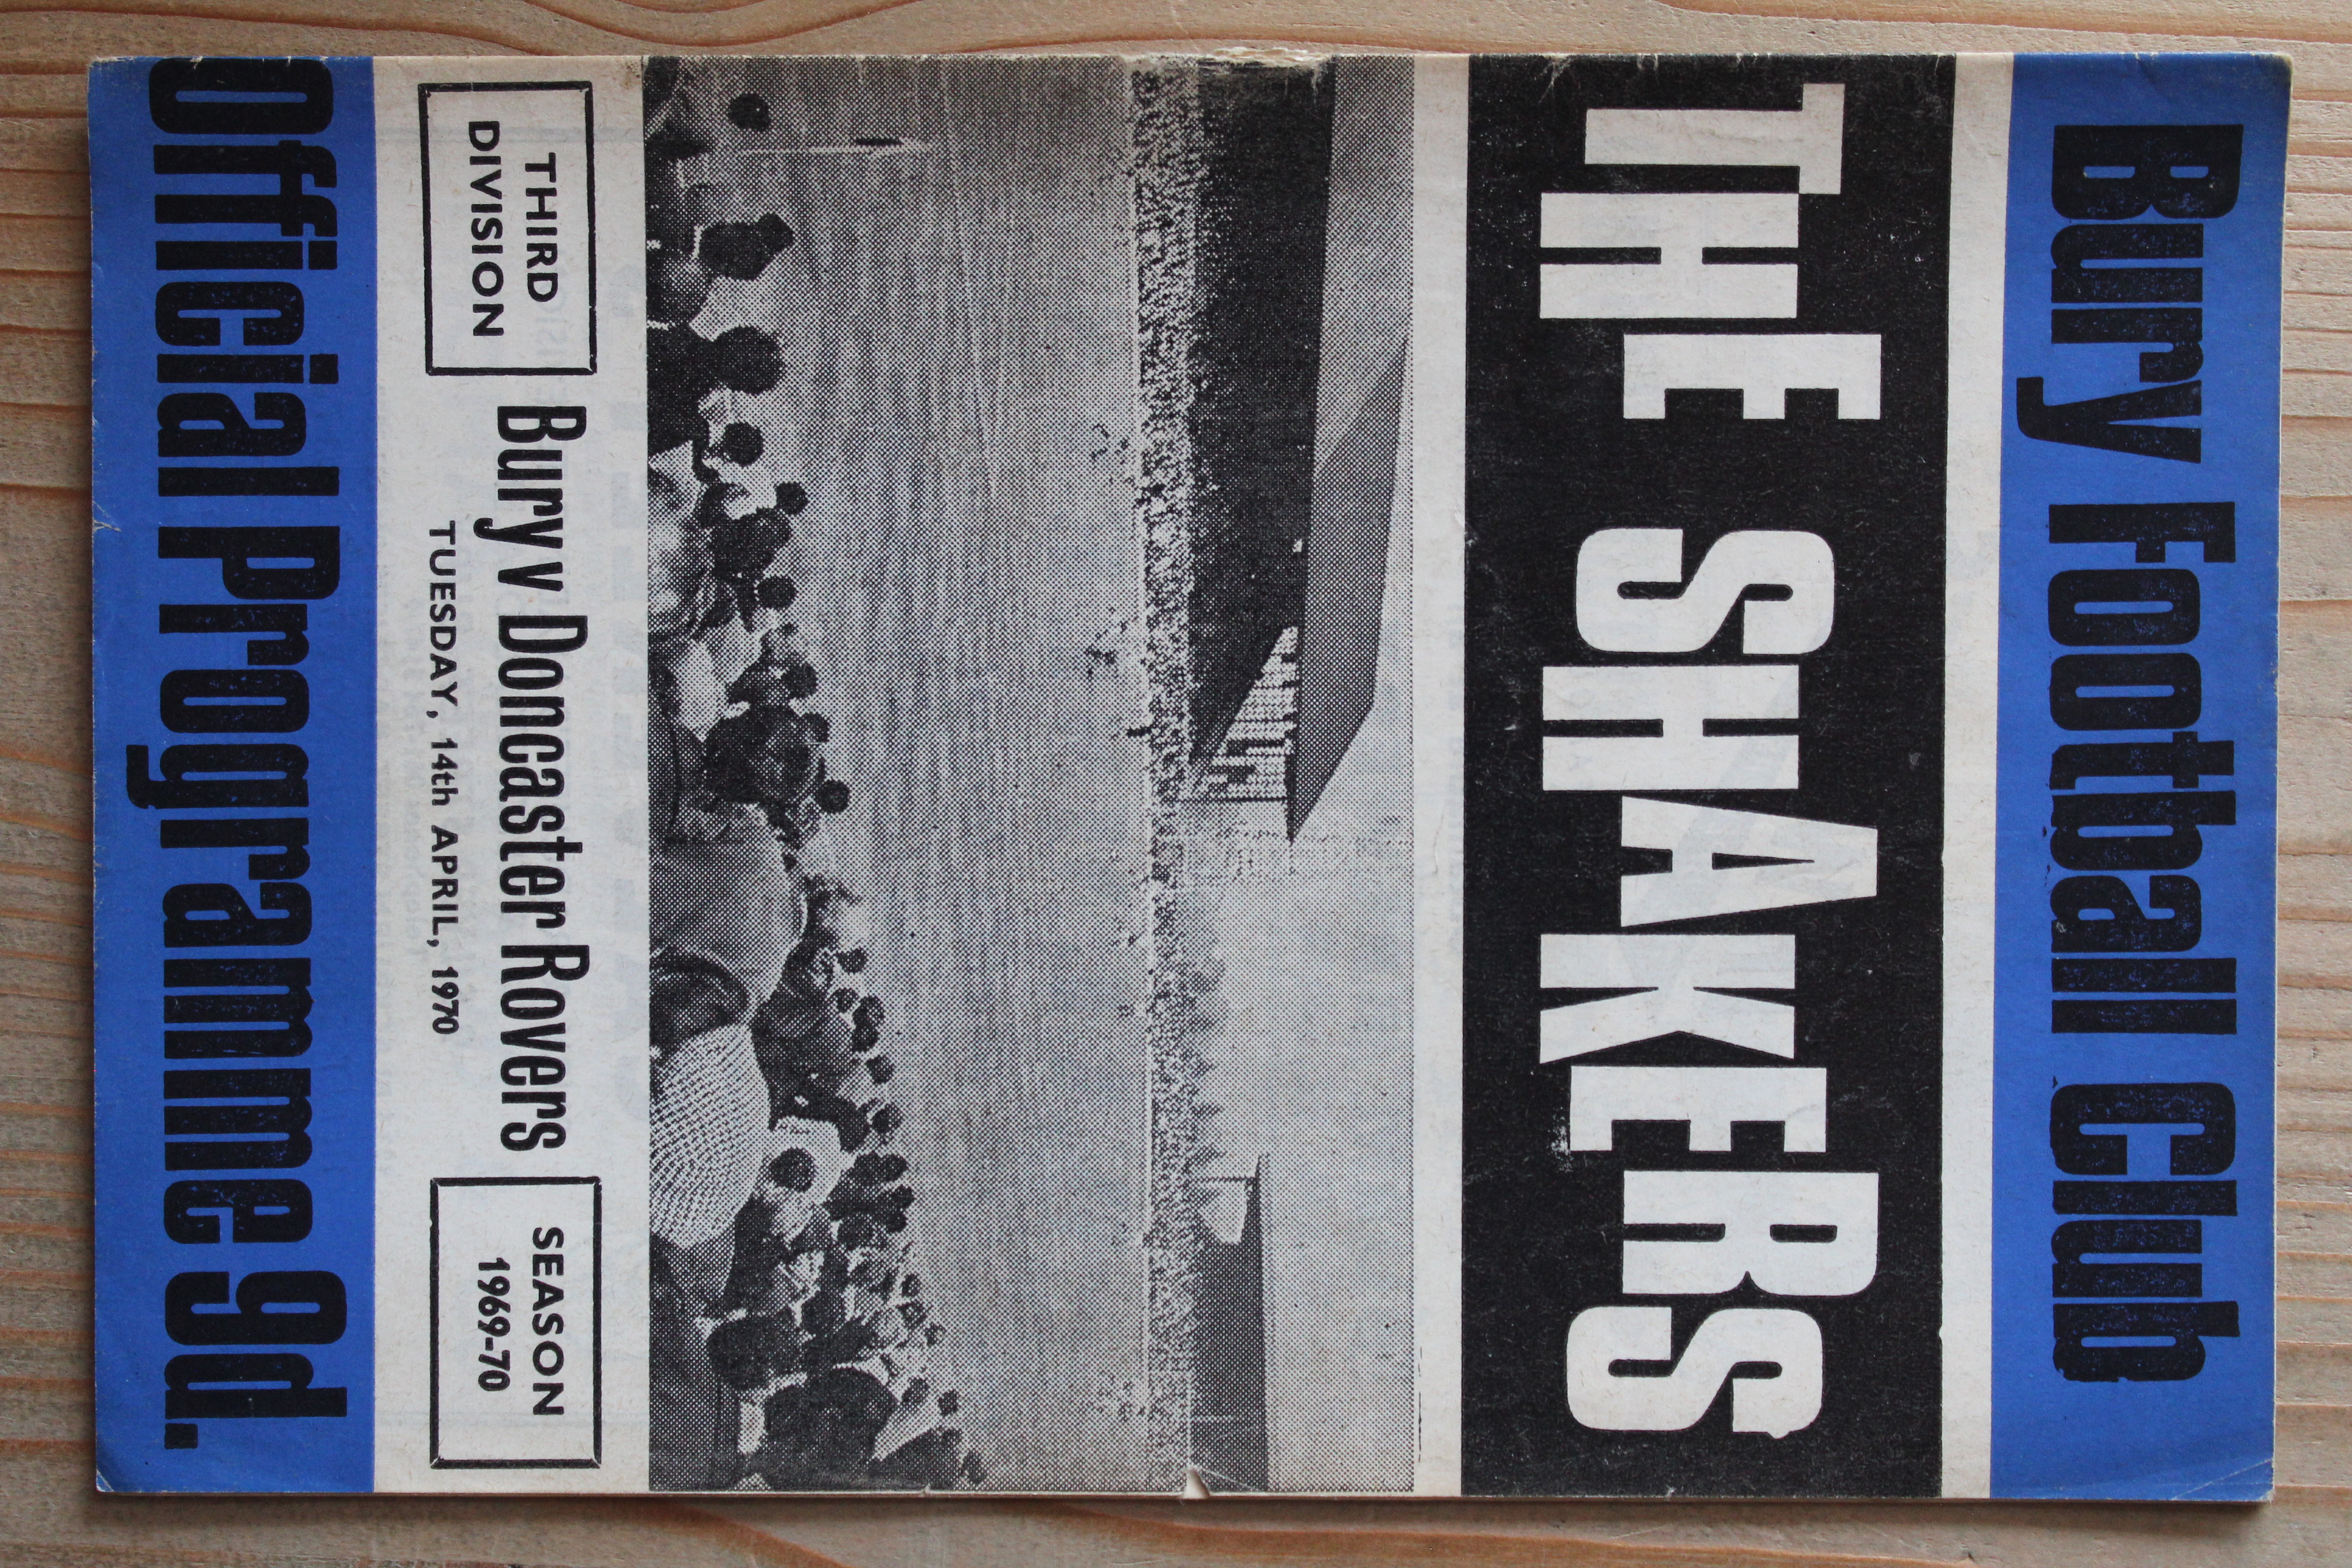 Bury Football Club
THE SHAKERS
THIRD
DIVISION
Bury v Doncaster Rovers
TUESDAY, 14th APRIL, 1970
SEASON
1969-70
Official Programme 9d.